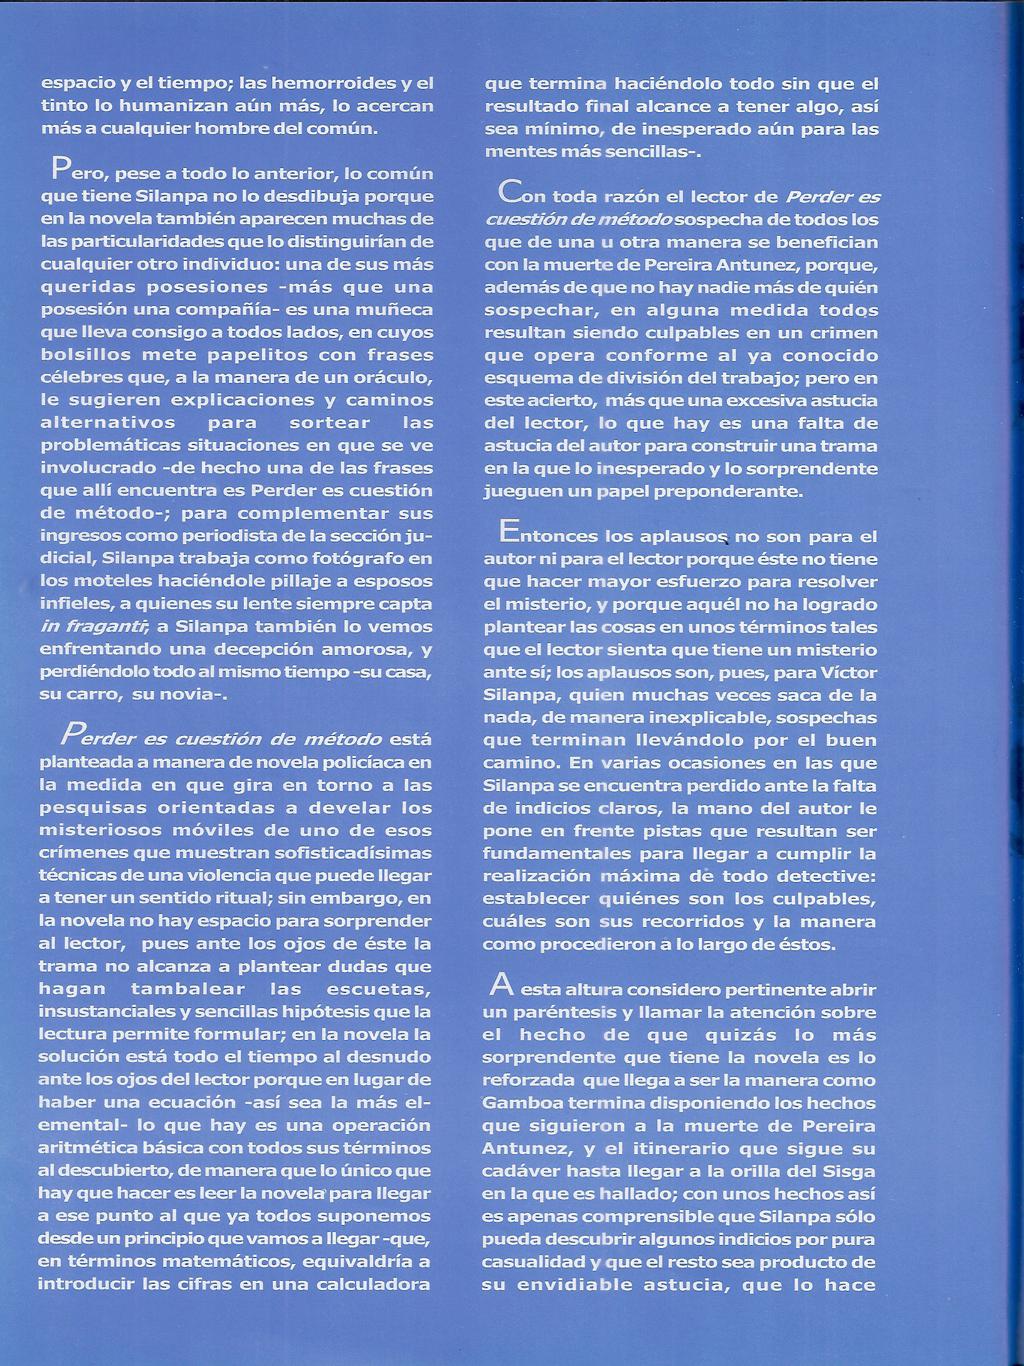 espacio y el tiempo; las hemorroides y el
tinto lo humanizan aún más, lo acercan
más a cualquier hombre del común.
Pero, pese a todo lo anterior, lo común
que tiene Silanpa no lo desdibuja porque
en la novela también aparecen muchas de
las particularidades que lo distinguirían de
cualquier otro individuo: una de sus más
queridas posesiones -más que una
posesión una compañía- es una muñeca
que lleva consigo a todos lados, en cuyos
bolsillos mete papelitos con frases
célebres que, a la manera de un oráculo,
le sugieren explicaciones y caminos
alternativos para sortear las
problemáticas situaciones en que se ve
involucrado -de hecho una de las frases
que allí encuentra es Perder es cuestión
de método-; para complementar sus
ingresos como periodista de la sección ju-
dicial, Silanpa trabaja como fotógrafo en
los moteles haciéndole pillaje a esposos
infieles, a quienes su lente siempre capta
in fraganti; a Silanpa también lo vemos
enfrentando una decepción amorosa, y
perdiéndolo todo al mismo tiempo -su casa,
su carro, su novia-.
Perder es cuestión de método está
planteada a manera de novela policíaca en
la medida en que gira en torno a las
pesquisas orientadas a develar los
misteriosos móviles de uno de esos
crímenes que muestran sofisticadísimas
técnicas de una violencia que puede llegar
a tener un sentido ritual; sin embargo, en
la novela no hay espacio para sorprender
al lector, pues ante los ojos de éste la
trama no alcanza a plantear dudas que
hagan tambalear las escuetas,
insustanciales y sencillas hipótesis que la
lectura permite formular; en la novela la
solución está todo el tiempo al desnudo
ante los ojos del lector porque en lugar de
haber una ecuación -así sea la más el-
emental- lo que hay es una operación
aritmética básica con todos sus términos
al descubierto, de manera que lo único que
hay que hacer es leer la novela para llegar
a ese punto al que ya todos suponemos
desde un principio que vamos a llegar -que,
en términos matemáticos, equivaldría a
introducir las cifras en una calculadora
que termina haciéndolo todo sin que el
resultado final alcance a tener algo, así
sea mínimo, de inesperado aún para las
mentes más sencillas-.
Con toda razón el lector de Perder es
cuestión de método sospecha de todos los
que de una u otra manera se benefician
con la muerte de Pereira Antunez, porque,
además de que no hay nadie más de quién
sospechar, en alguna medida todos
resultan siendo culpables en un crimen
que opera conforme al ya conocido
esquema de división del trabajo; pero en
este acierto, más que una excesiva astucia
del lector, lo que hay es una falta de
astucia del autor para construir una trama
en la que lo inesperado y lo sorprendente
jueguen un papel preponderante.
Entonces los aplausos no son para el
autor ni para el lector porque éste no tiene
que hacer mayor esfuerzo para resolver
el misterio, y porque aquél no ha logrado
plantear las cosas en unos términos tales
que el lector sienta que tiene un misterio
ante sí; los aplausos son, pues, para Víctor
Silanpa, quien muchas veces saca de la
nada, de manera inexplicable, sospechas
que terminan llevándolo por el buen
camino. En varias ocasiones en las que
Silanpa se encuentra perdido ante la falta
de indicios claros, la mano del autor le
pone en frente pistas que resultan ser
fundamentales para llegar a cumplir la
realización máxima de todo detective:
establecer quiénes son los culpables,
cuáles son sus recorridos y la manera
como procedieron a lo largo de éstos.
A esta altura considero pertinente abrir
un paréntesis y llamar la atención sobre
el hecho de que quizás lo más
sorprendente que tiene la novela es lo
reforzada que llega a ser la manera como
Gamboa termina disponiendo los hechos
que siguieron a la muerte de Pereira
Antunez, y el itinerario que sigue su
cadáver hasta llegar a la orilla del Sisga
en la que es hallado; con unos hechos así
es apenas comprensible que Silanpa sólo
pueda descubrir algunos indicios por pura
casualidad y que el resto sea producto de
su envidiable astucia, que lo hace